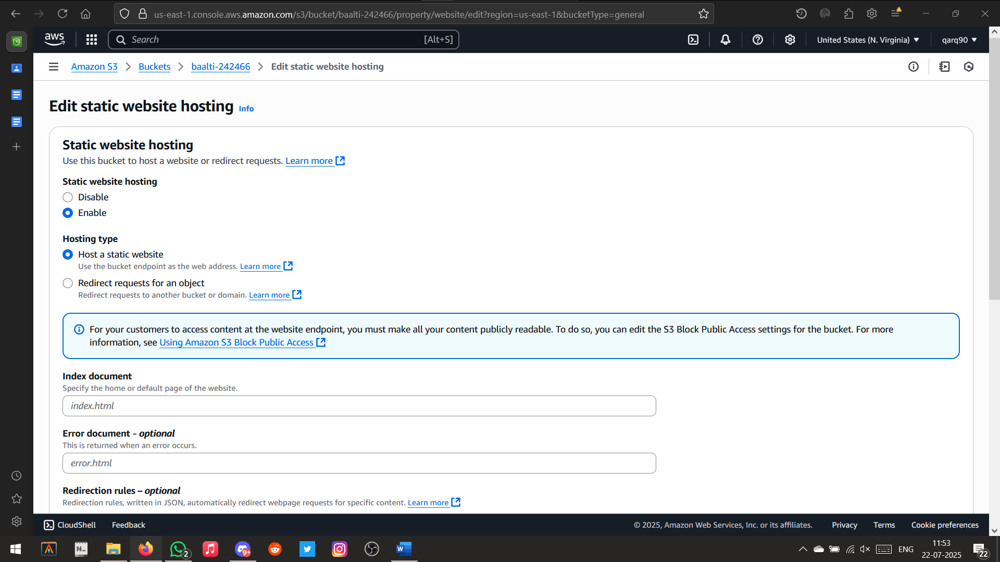 us-east-1.console.aws.amazon.com/s3/bucket/baalti-242466/property/website/edit?region=us-east-1&bucketType=general
aws
Search
[Alt+S]
United States (N. Virginia)
qarq90
Amazon S3
Buckets
baalti-242466
Edit static website hosting
Edit static website hosting Info
Static website hosting
Use this bucket to host a website or redirect requests. Learn more
Static website hosting
Disable
Enable
Hosting type
Host a static website
Use the bucket endpoint as the web address. Learn more
Redirect requests for an object
Redirect requests to another bucket or domain. Learn more
For your customers to access content at the website endpoint, you must make all your content publicly readable. To do so, you can edit the S3 Block Public Access settings for the bucket. For more
information, see Using Amazon S3 Block Public Access
Index document
Specify the home or default page of the website.
index.html
Error document - optional
This is returned when an error occurs.
error.html
Redirection rules – optional
Redirection rules, written in JSON, automatically redirect webpage requests for specific content. Learn more
CloudShell
Feedback
© 2025, Amazon Web Services, Inc. or its affiliates.
Privacy
Terms
Cookie preferences
N_
2
9+
W
ENG
11:53
22-07-2025
22